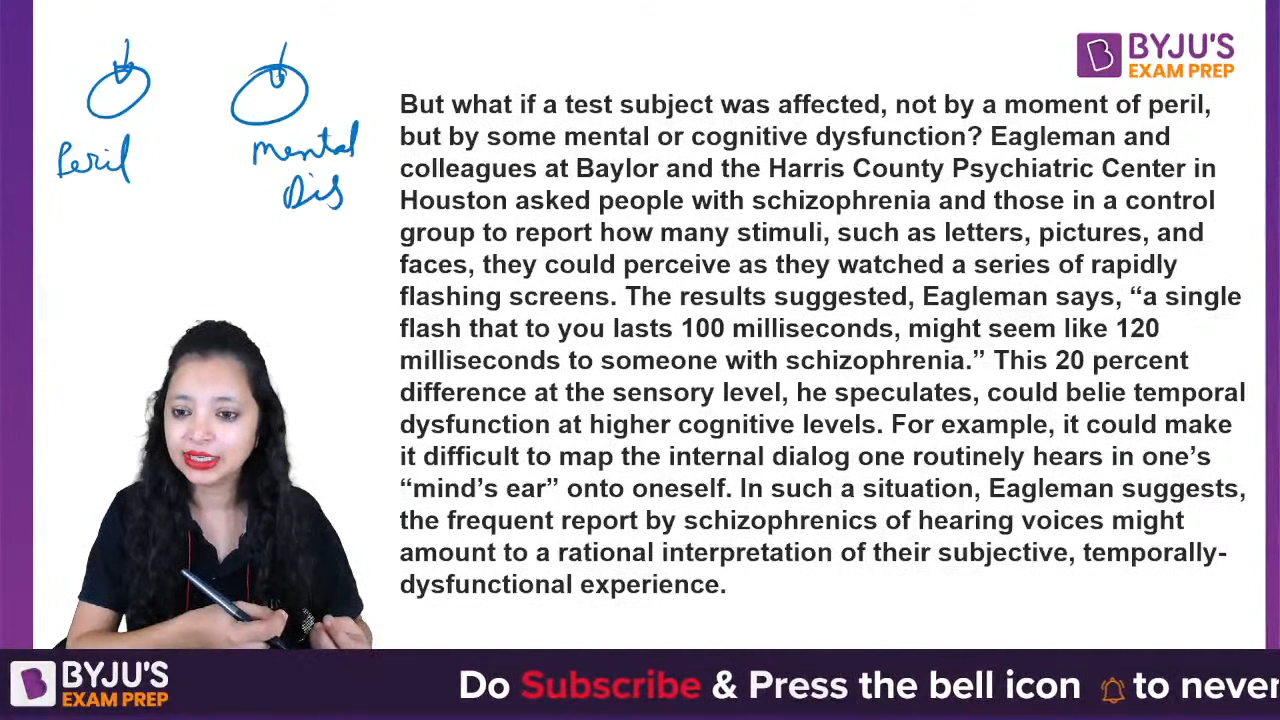 BYJU'S
EXAM PREP
Peril
Mental
Dis
But what if a test subject was affected, not by a moment of peril,
but by some mental or cognitive dysfunction? Eagleman and
colleagues at Baylor and the Harris County Psychiatric Center in
Houston asked people with schizophrenia and those in a control
group to report how many stimuli, such as letters, pictures, and
faces, they could perceive as they watched a series of rapidly
flashing screens. The results suggested, Eagleman says, “a single
flash that to you lasts 100 milliseconds, might seem like 120
milliseconds to someone with schizophrenia.” This 20 percent
difference at the sensory level, he speculates, could belie temporal
dysfunction at higher cognitive levels. For example, it could make
it difficult to map the internal dialog one routinely hears in one’s
“mind’s ear” onto oneself. In such a situation, Eagleman suggests,
the frequent report by schizophrenics of hearing voices might
amount to a rational interpretation of their subjective, temporally-
dysfunctional experience.
BYJU'S
EXAM PREP
Do Subscribe & Press the bell icon to never